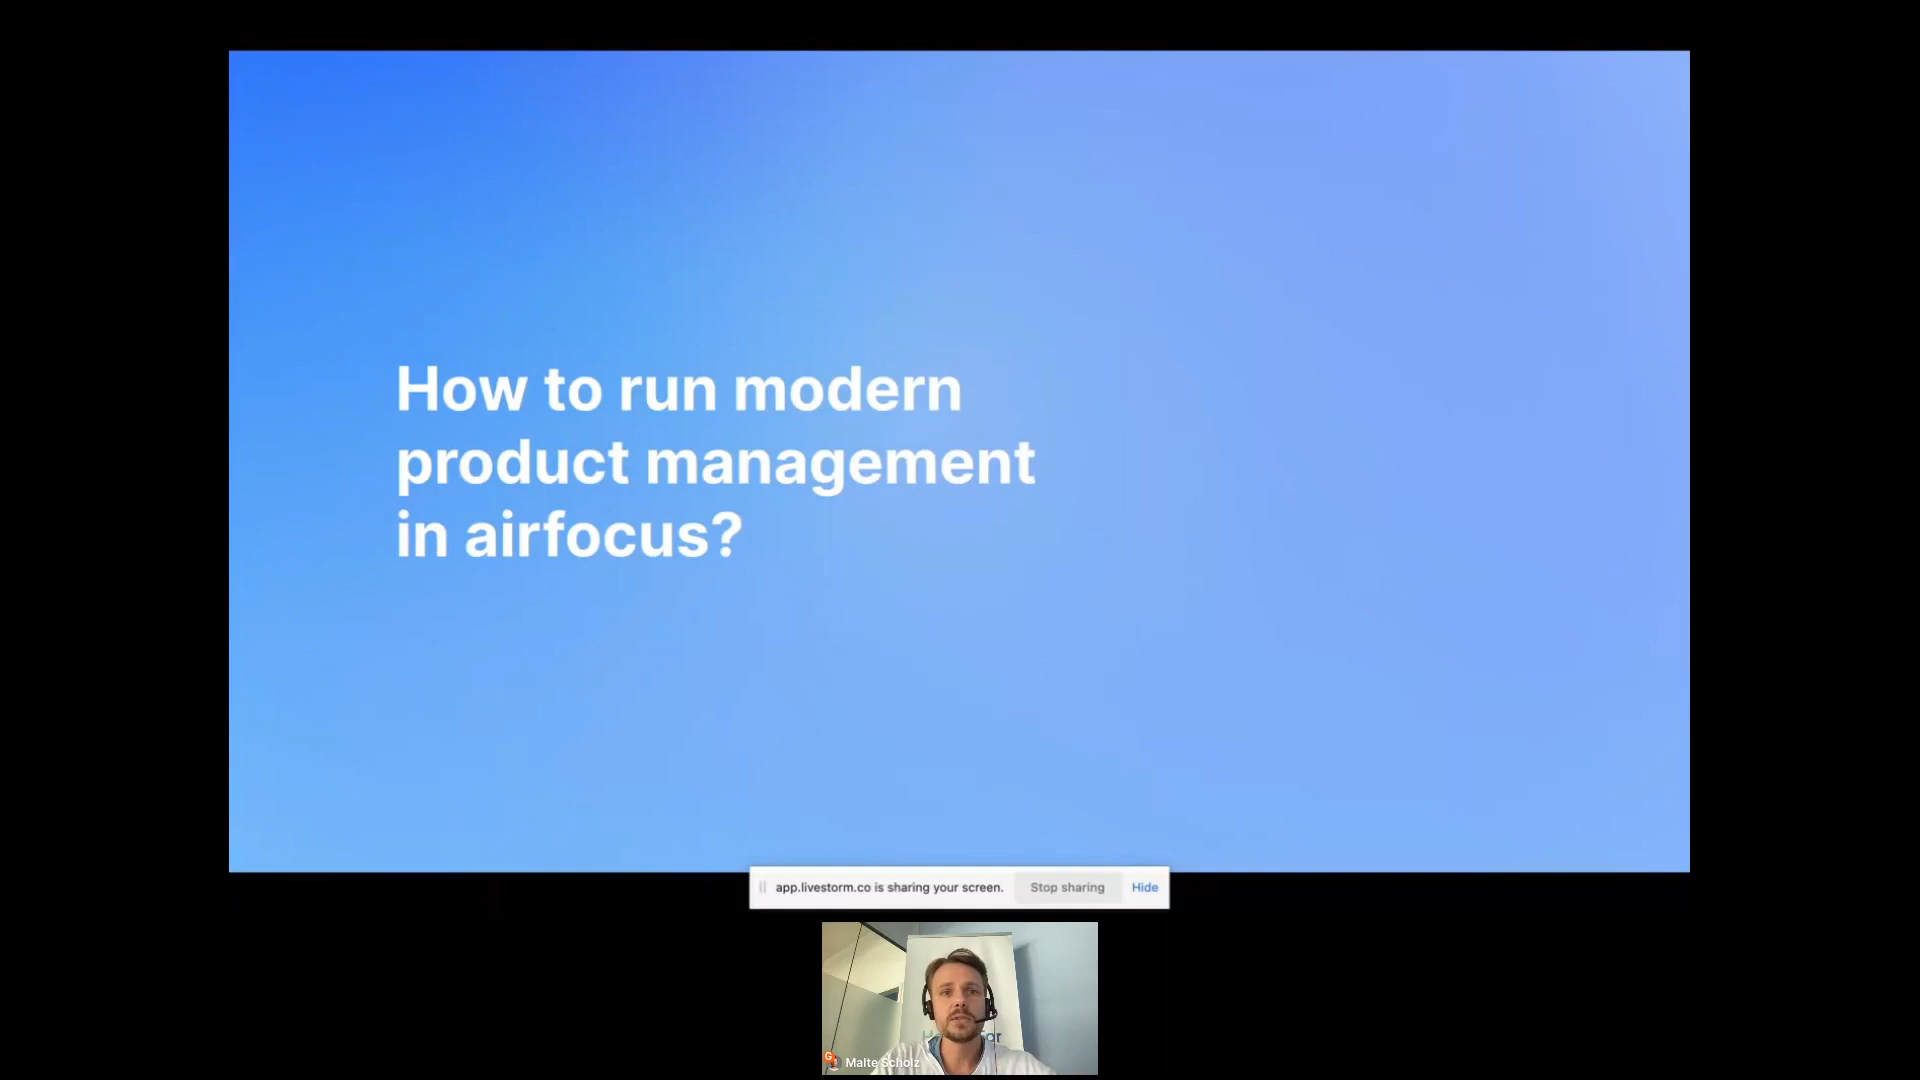 How to run modern
product management
in airfocus?
app.livestorm.co is sharing your screen. Stop sharing Hide
G
Malte Scholz